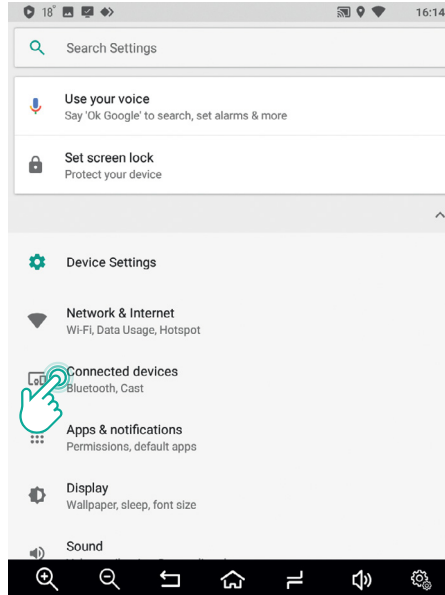 18°
16:14
Search Settings
Use your voice
Say 'Ok Google' to search, set alarms & more
Set screen lock
Protect your device
Device Settings
Network & Internet
Wi-Fi, Data Usage, Hotspot
Connected devices
Bluetooth, Cast
Apps & notifications
Permissions, default apps
Display
Wallpaper, sleep, font size
Sound